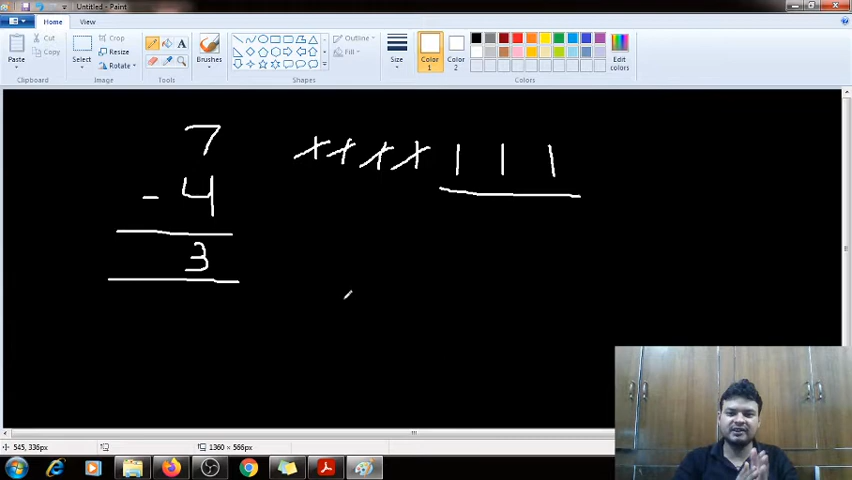 Untitled - Paint
Home View
Cut
Copy
Paste
Clipboard
Crop
Resize
Rotate
Select
Image
A
Tools
Brushes
Outline
Fill
Shapes
Size
Color 1
Color 2
Edit colors
Colors
7
- 4
3
545, 336px
1360 × 566px